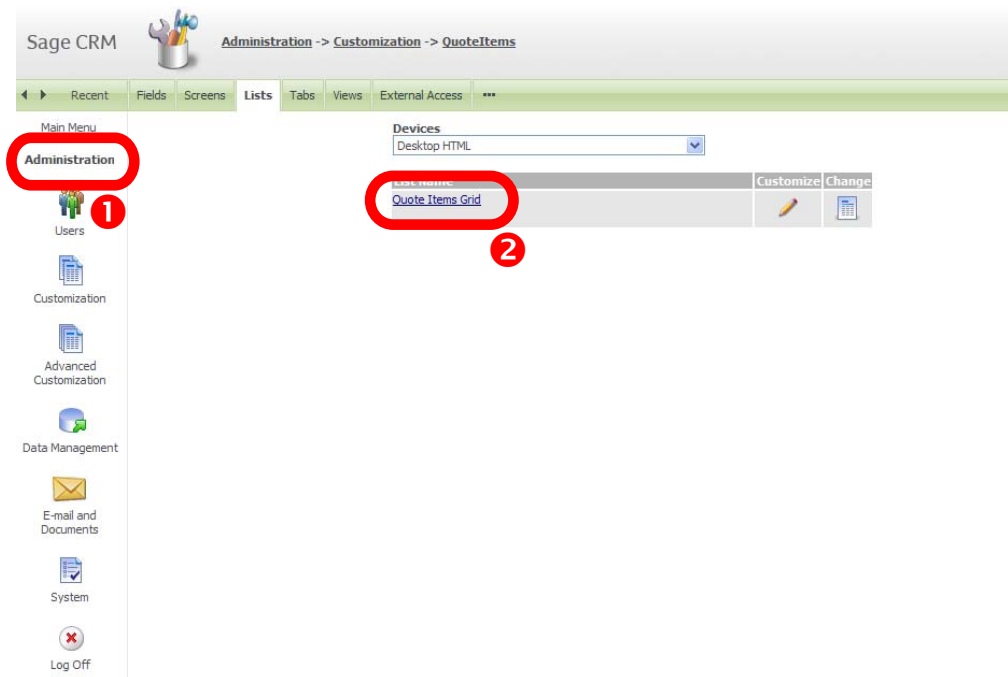 Sage CRM
Administration -> Customization -> QuoteItems
Recent Fields Screens Lists Tabs Views External Access •••
Main Menu
Administration
Devices
Desktop HTML
List Name Customize Change
Quote Items Grid
1
2
Users
Customization
Advanced
Customization
Data Management
E-mail and
Documents
System
Log Off